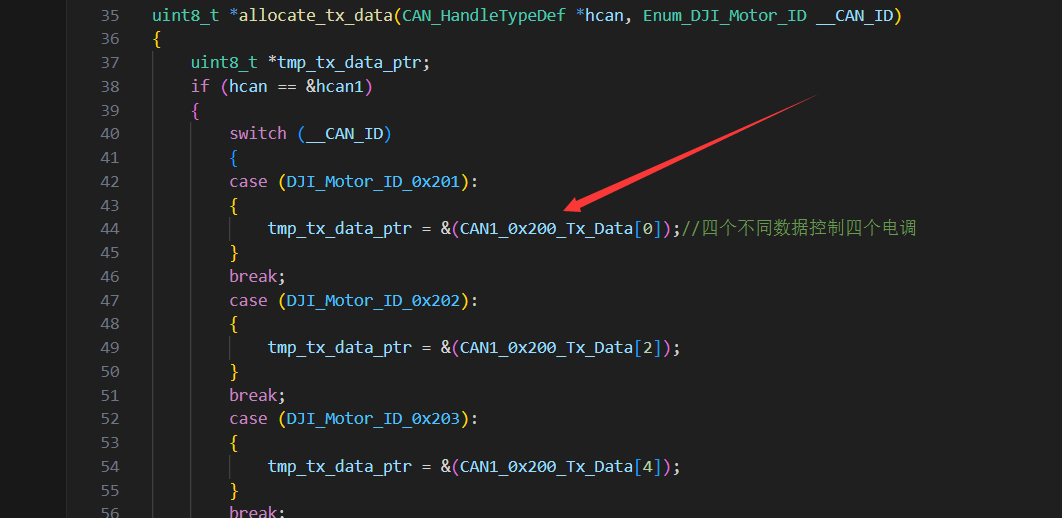 35 uint8_t *allocate_tx_data(CAN_HandleTypeDef *hcan, Enum_DJI_Motor_ID __CAN_ID)
36 {
37 uint8_t *tmp_tx_data_ptr;
38 if (hcan == &hcan1)
39 {
40 switch (__CAN_ID)
41 {
42 case (DJI_Motor_ID_0x201):
43 {
44 tmp_tx_data_ptr = &(CAN1_0x200_Tx_Data[0]);//四个不同数据控制四个电调
45 }
46 break;
47 case (DJI_Motor_ID_0x202):
48 {
49 tmp_tx_data_ptr = &(CAN1_0x200_Tx_Data[2]);
50 }
51 break;
52 case (DJI_Motor_ID_0x203):
53 {
54 tmp_tx_data_ptr = &(CAN1_0x200_Tx_Data[4]);
55 }
56 break;